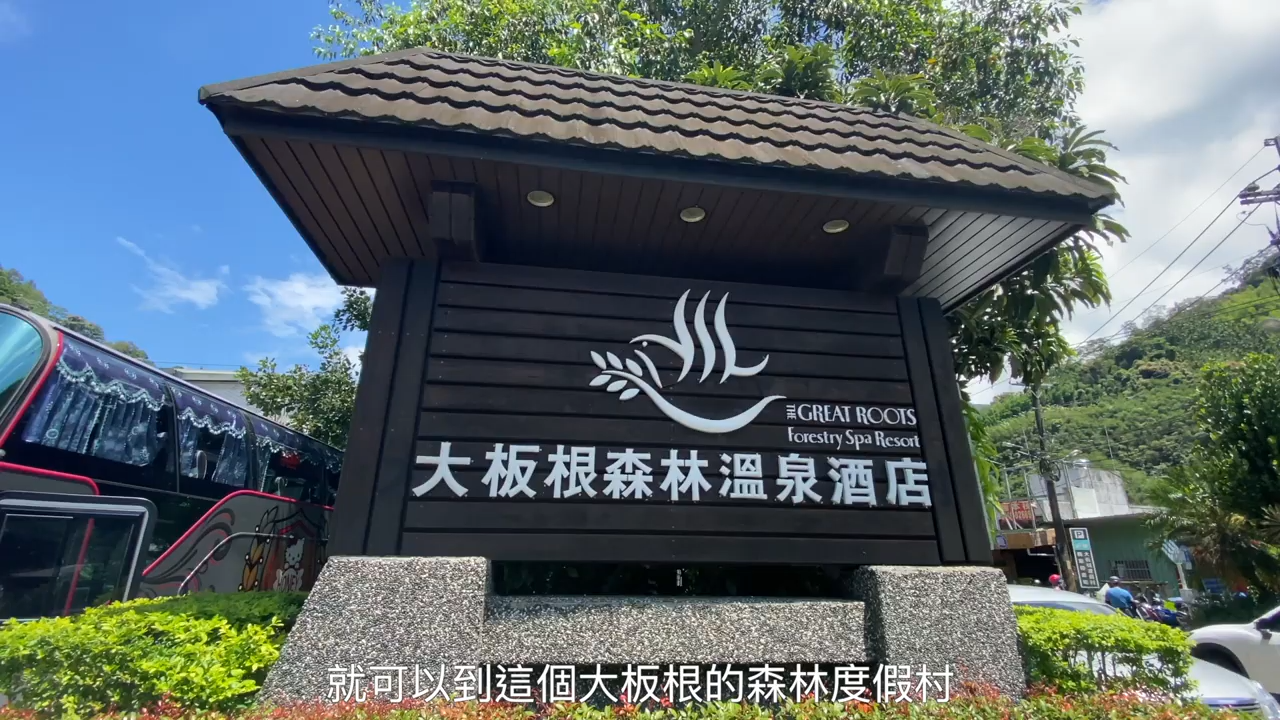 THE GREAT ROOTS
Forestry Spa Resort
大板根森林溫泉酒店
P
就可以到這個大板根的森林度假村